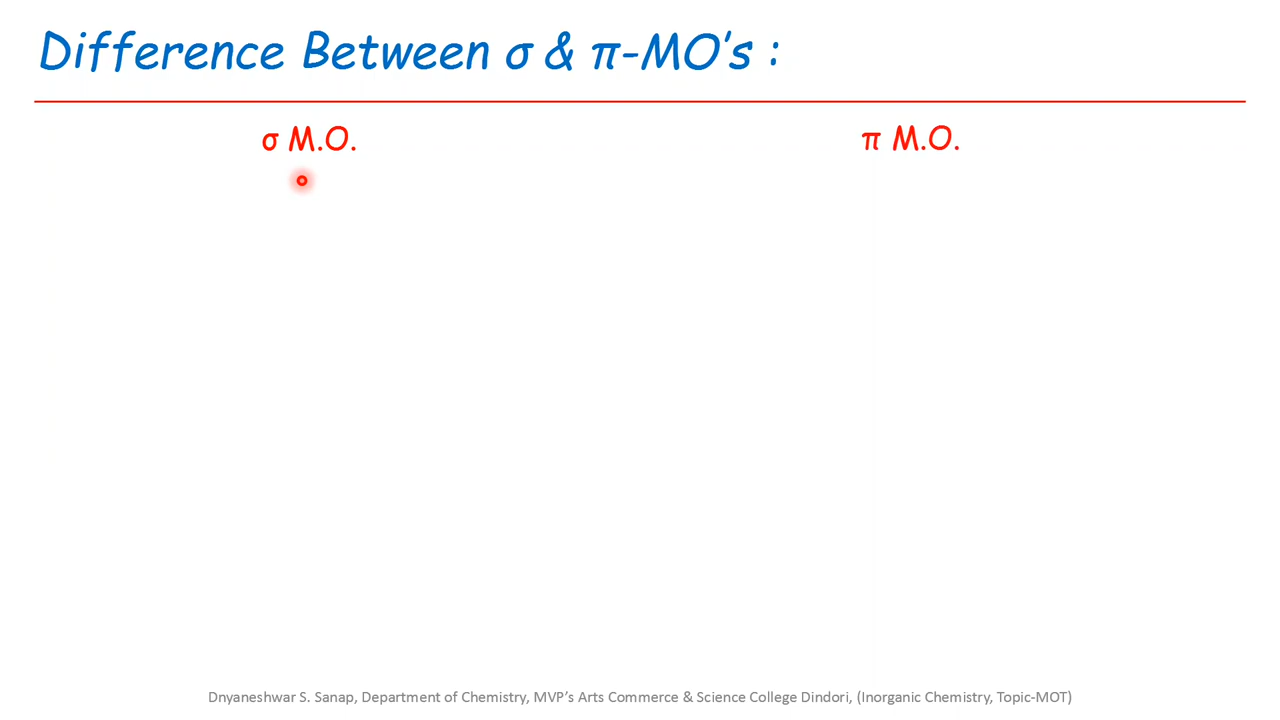 Difference Between σ & π-MO's :
σ M.O.
π M.O.
Dnyaneshwar S. Sanap, Department of Chemistry, MVP's Arts Commerce & Science College Dindori, (Inorganic Chemistry, Topic-MOT)